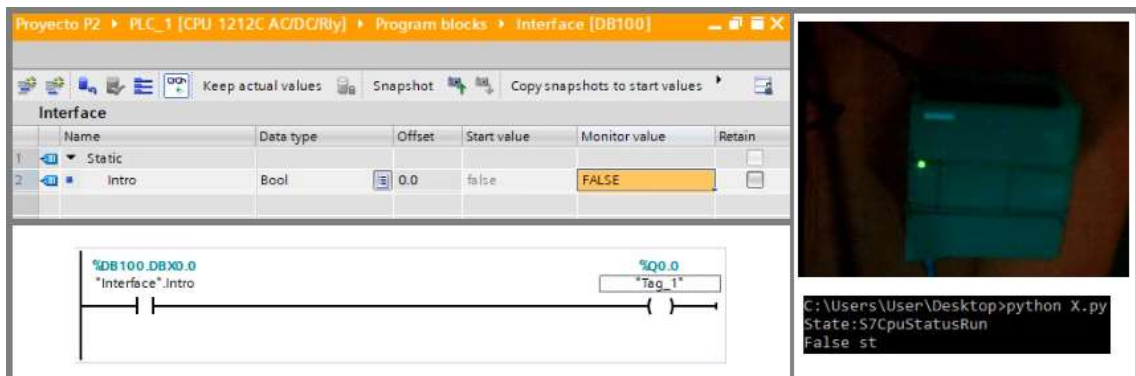 Proyecto P2 ▸ PLC_1 [CPU 1212C AC/DC/Rly] ▸ Program blocks ▸ Interface [DB100]
Keep actual values Snapshot Copy snapshots to start values
Interface
Name Data type Offset Start value Monitor value Retain
1 Static
2 Intro Bool 0.0 false FALSE
%DB100.DBX0.0 %Q0.0
"Interface".Intro "Tag_1"
C:\Users\User\Desktop>python X.py
State:S7CpuStatusRun
False st